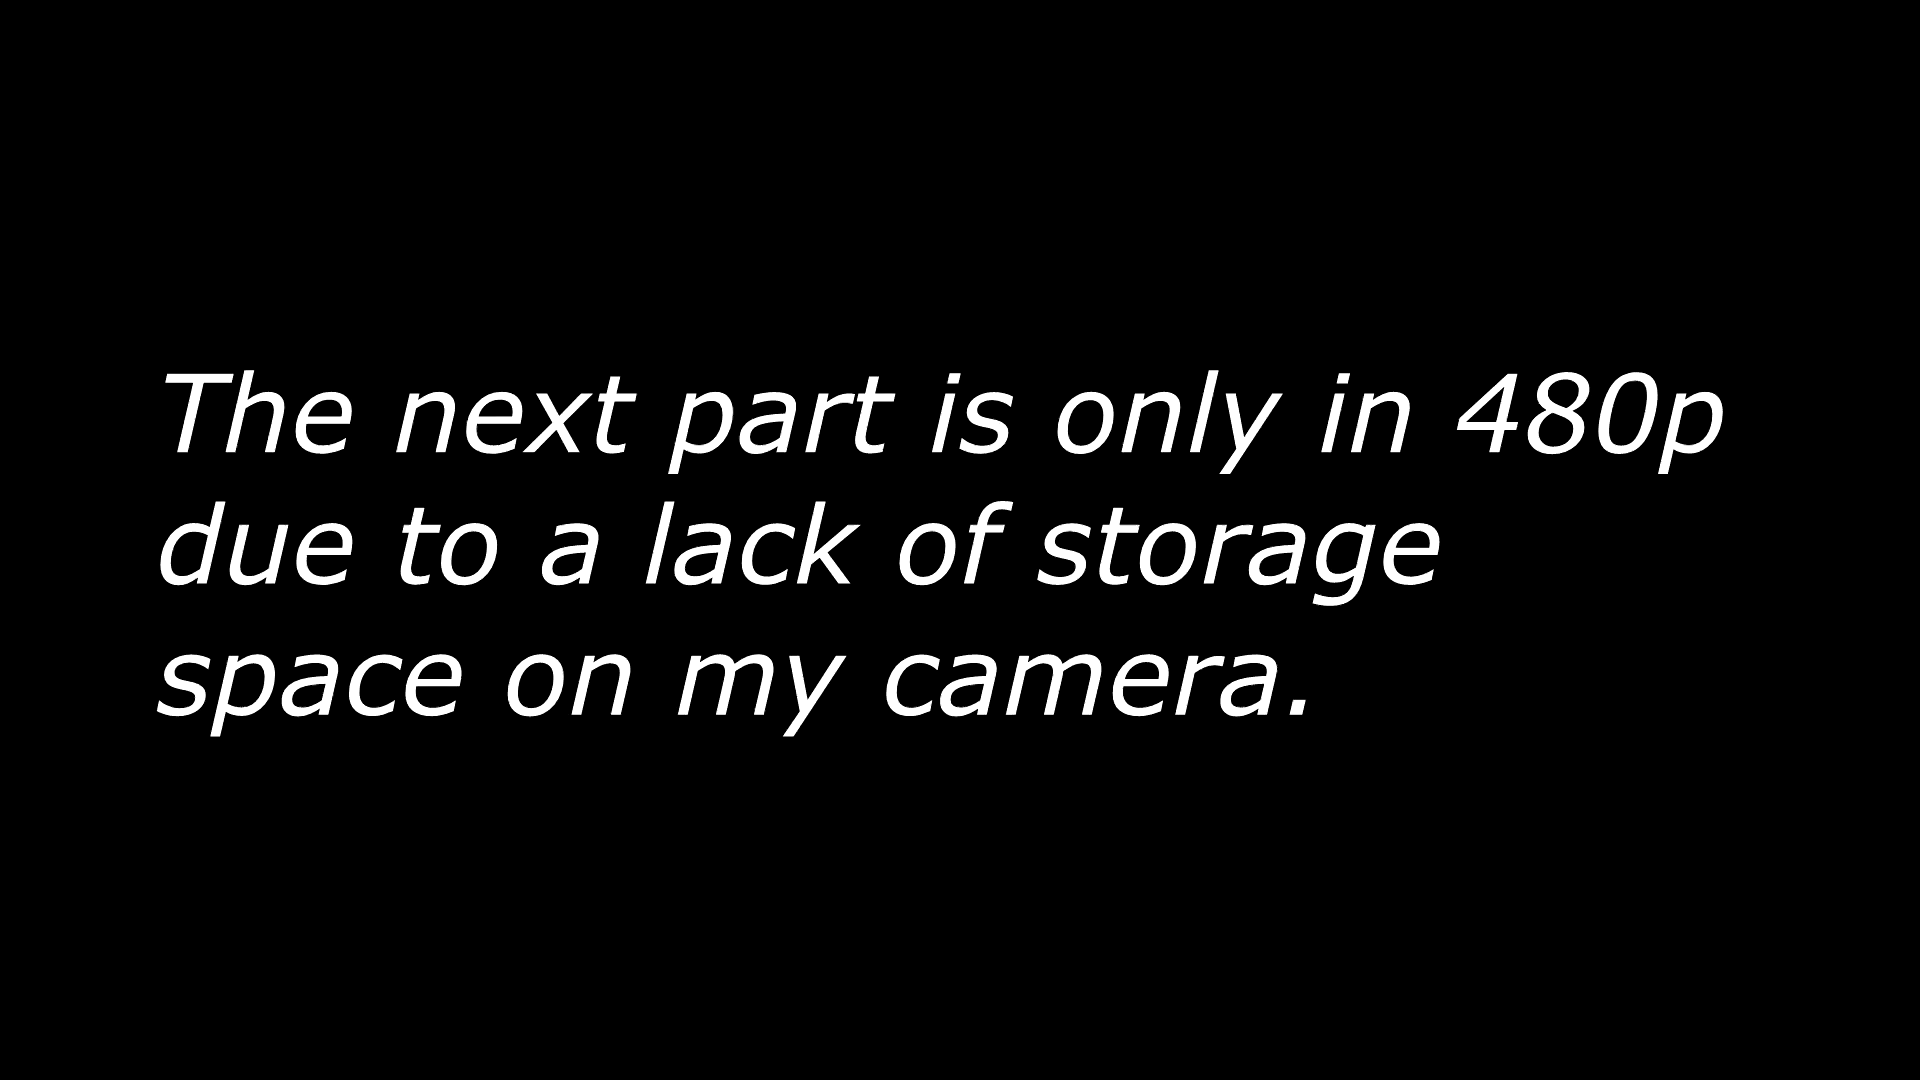 The next part is only in 480p
due to a lack of storage
space on my camera.